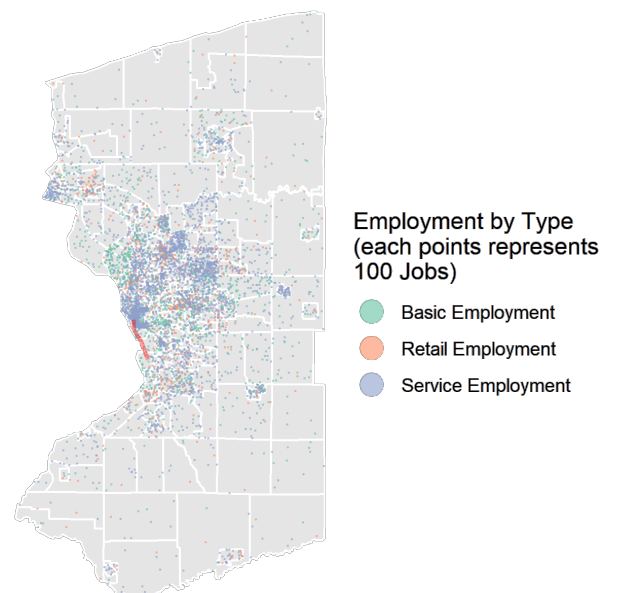 Employment by Type
(each points represents
100 Jobs)
Basic Employment
Retail Employment
Service Employment